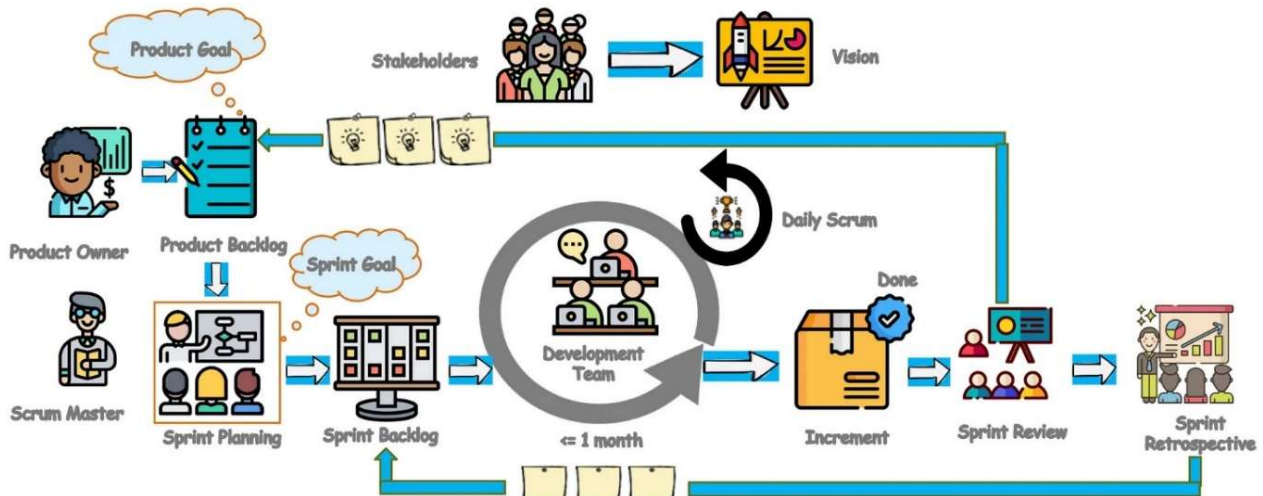 Product Goal
Stakeholders
Vision
Product Owner
Product Backlog
Daily Scrum
Sprint Goal
Done
Development
Team
Scrum Master
Sprint Planning
Sprint Backlog
<= 1 month
Increment
Sprint Review
Sprint
Retrospective